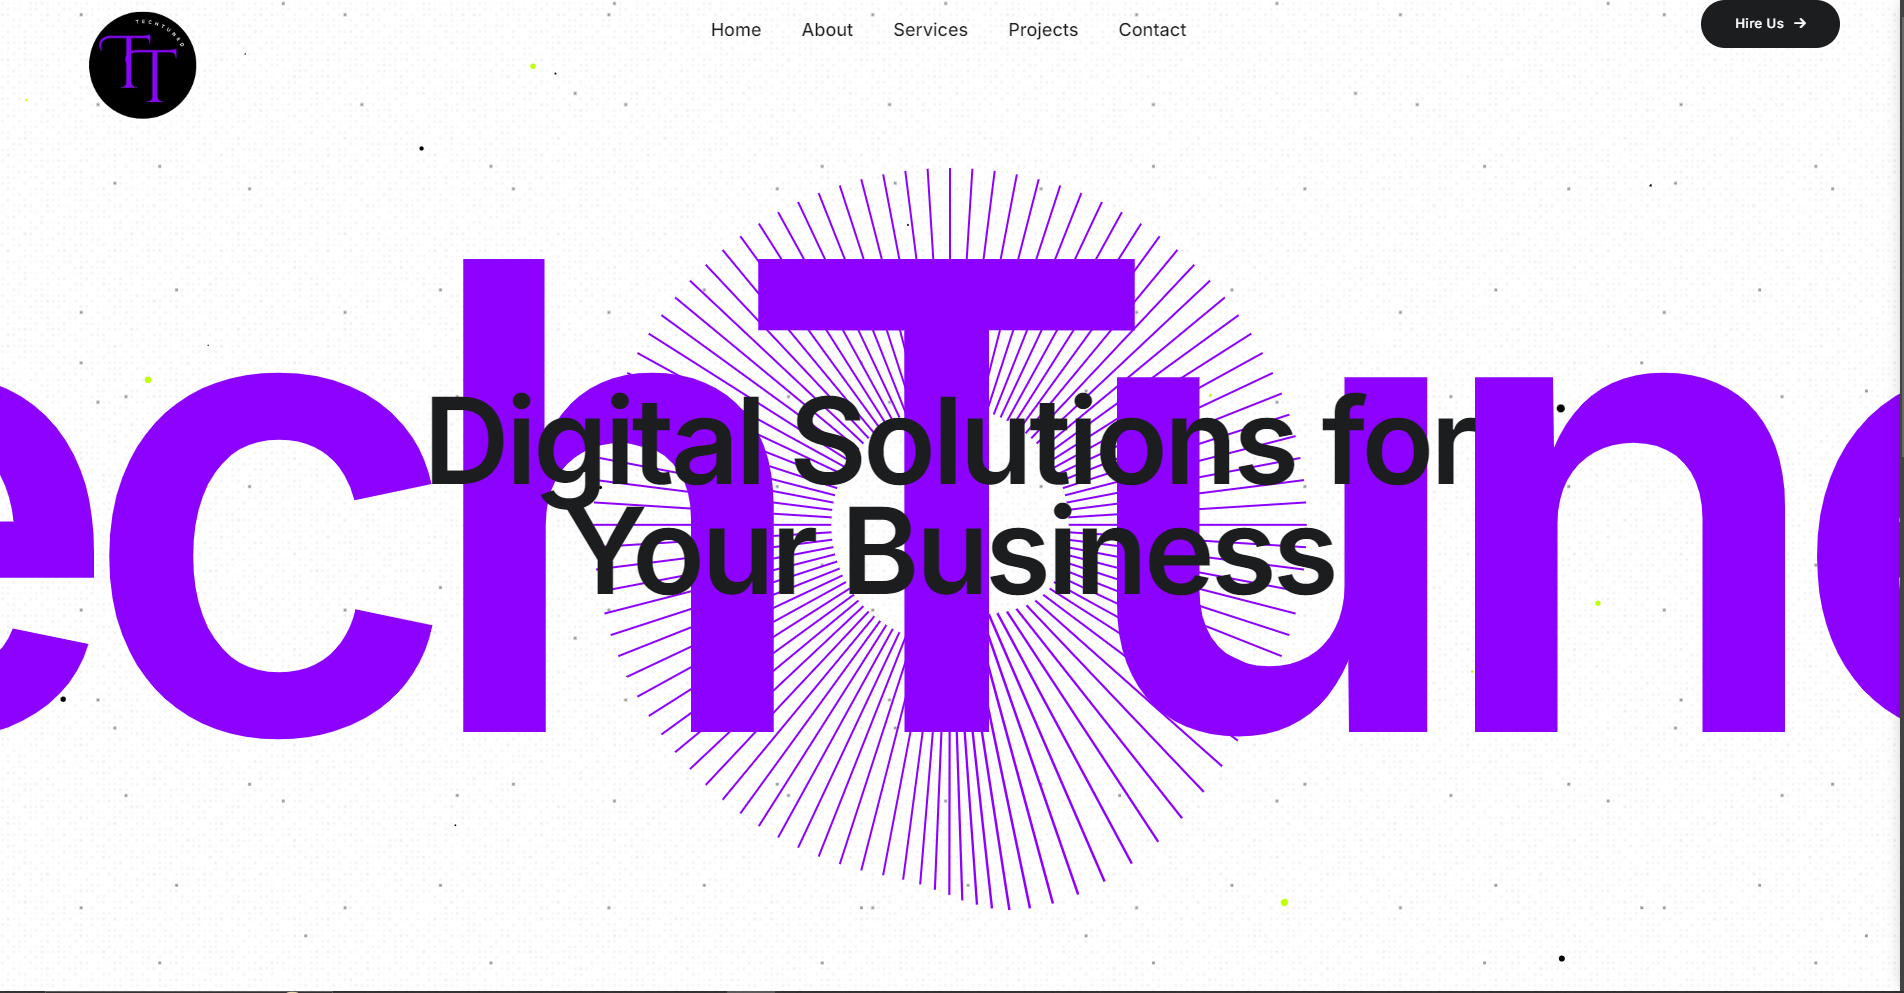 TECHTUNED
TT
Home
About
Services
Projects
Contact
Hire Us
echTune
Digital Solutions for
Your Business